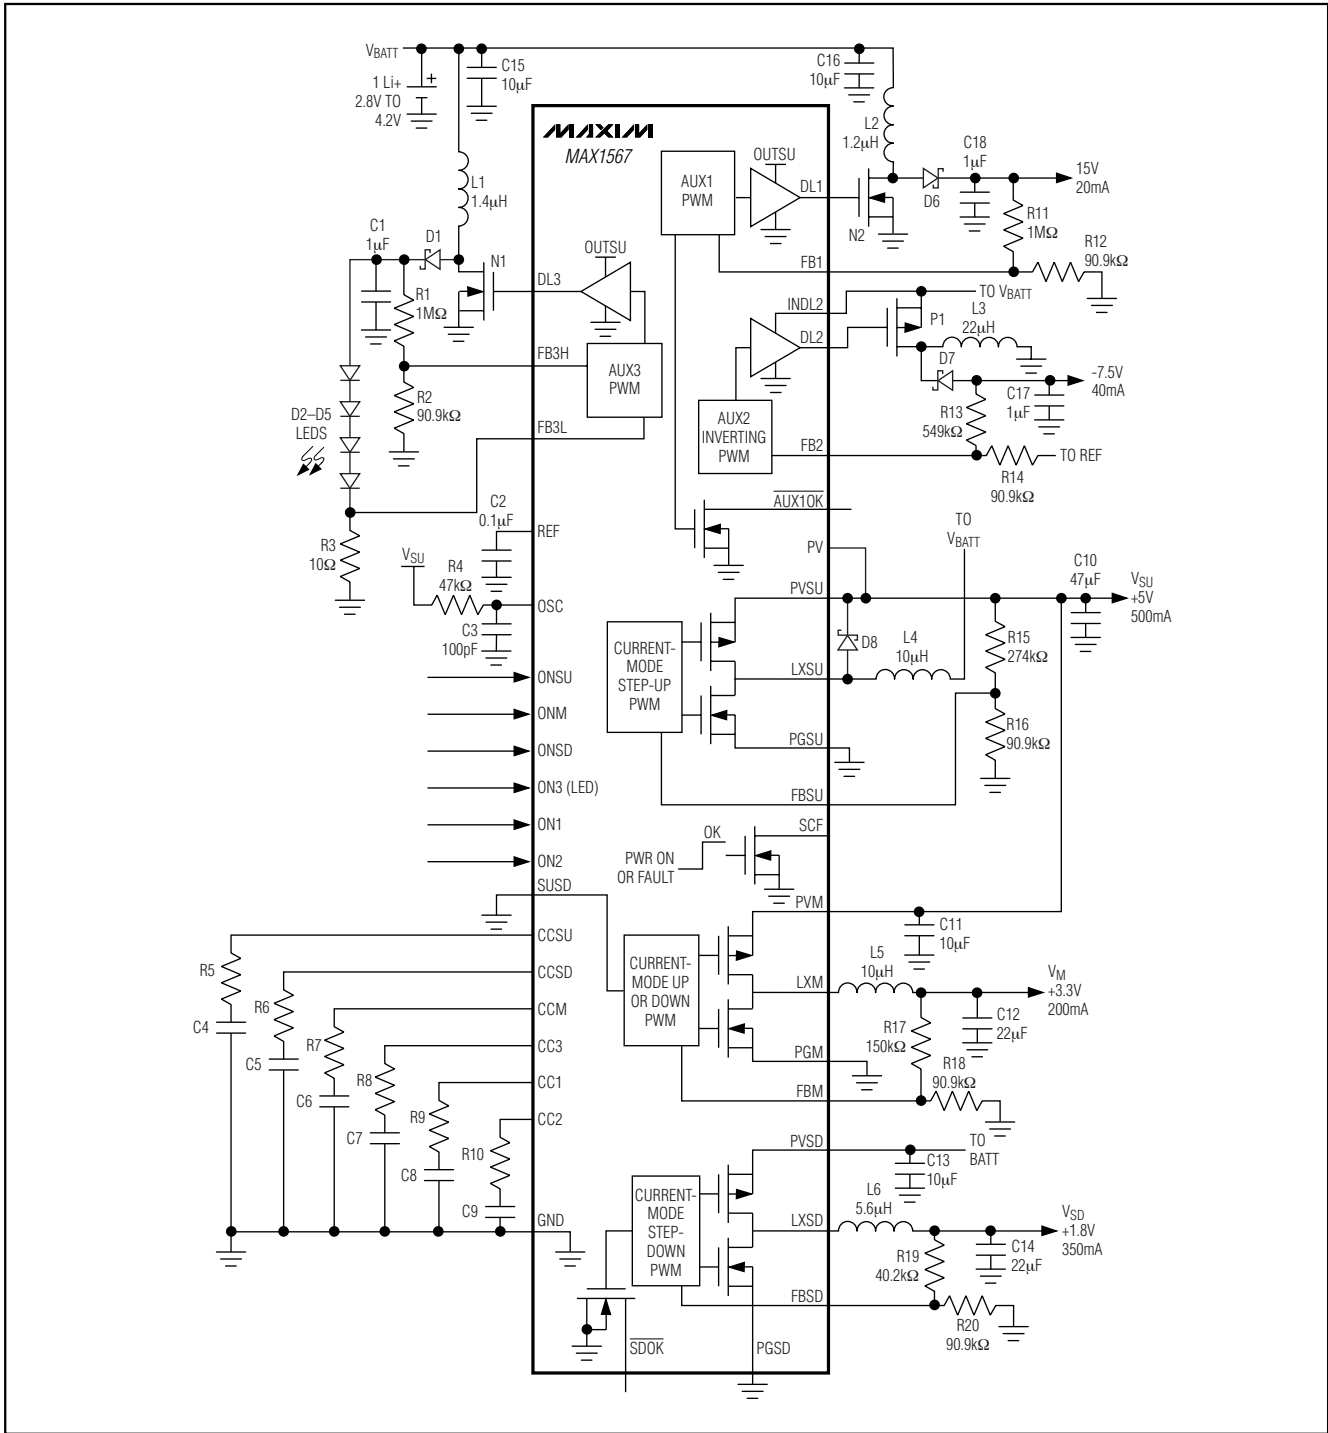 VBATT
1 Li+
2.8V TO
4.2V
+
C15
10µF
C16
10µF
L2
1.2µH
MAXIM
MAX1567
AUX1
PWM
OUTSU
DL1
N2
D6
C18
1µF
15V
20mA
R11
1MΩ
R12
90.9kΩ
FB1
L1
1.4µH
C1
1µF
D1
N1
R1
1MΩ
DL3
OUTSU
FB3H
AUX3
PWM
R2
90.9kΩ
FB3L
D2–D5
LEDS
R3
10Ω
INDL2
DL2
TO VBATT
P1
L3
22µH
D7
-7.5V
40mA
C17
1µF
R13
549kΩ
AUX2
INVERTING
PWM
FB2
TO REF
R14
90.9kΩ
AUX1OK
C2
0.1µF
REF
VSU
R4
47kΩ
OSC
C3
100pF
PV
TO
VBATT
PVSU
C10
47µF
VSU
+5V
500mA
CURRENT-
MODE
STEP-UP
PWM
D8
L4
10µH
LXSU
R15
274kΩ
R16
90.9kΩ
PGSU
FBSU
ONSU
ONM
ONSD
ON3 (LED)
ON1
ON2
SUSD
SCF
OK
PWR ON
OR FAULT
PVM
C11
10µF
CCSU
CCSD
CCM
CC3
CC1
CC2
GND
R5
C4
R6
C5
R7
C6
R8
C7
R9
C8
R10
C9
CURRENT-
MODE UP
OR DOWN
PWM
LXM
L5
10µH
VM
+3.3V
200mA
C12
22µF
R17
150kΩ
R18
90.9kΩ
PGM
FBM
PVSD
TO
BATT
C13
10µF
CURRENT-
MODE
STEP-
DOWN
PWM
LXSD
L6
5.6µH
VSD
+1.8V
350mA
C14
22µF
R19
40.2kΩ
FBSD
R20
90.9kΩ
SDOK
PGSD